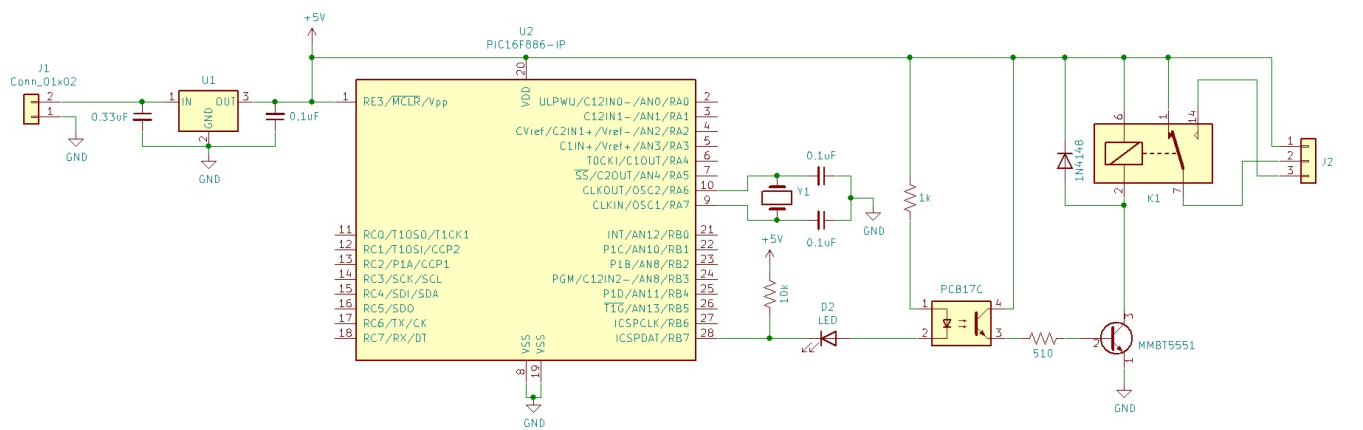 +5V
U2
PIC16F886-IP
J1
Conn_01x02
2
1
GND
0.33uF
U1
1 IN OUT 3
GND
2
GND
0.1uF
20
VDD
1 RE3/MCLR/Vpp
ULPWU/C12IN0-/AN0/RA0 2
C12IN1-/AN1/RA1 3
CVref/C2IN1+/Vref-/AN2/RA2 4
C1IN+/Vref+/AN3/RA3 5
T0CKI/C1OUT/RA4 6
SS/C2OUT/AN4/RA5 7
CLKOUT/OSC2/RA6 10
CLKIN/OSC1/RA7 9
11 RC0/T1OSO/T1CK1
12 RC1/T1OSI/CCP2
13 RC2/P1A/CCP1
14 RC3/SCK/SCL
15 RC4/SDI/SDA
16 RC5/SDO
17 RC6/TX/CK
18 RC7/RX/DT
INT/AN12/RB0 21
P1C/AN10/RB1 22
P1B/AN8/RB2 23
PGM/C12IN2-/AN8/RB3 24
P1D/AN11/RB4 25
T1G/AN13/RB5 26
ICSPCLK/RB6 27
ICSPDAT/RB7 28
VSS
VSS
8
19
GND
0.1uF
Y1
0.1uF
GND
+5V
10k
D2
LED
1k
PC817C
1
2
4
3
510
1N4148
6
1
14
2
7
K1
1
2
3
J2
3
2
1
MMBT5551
GND